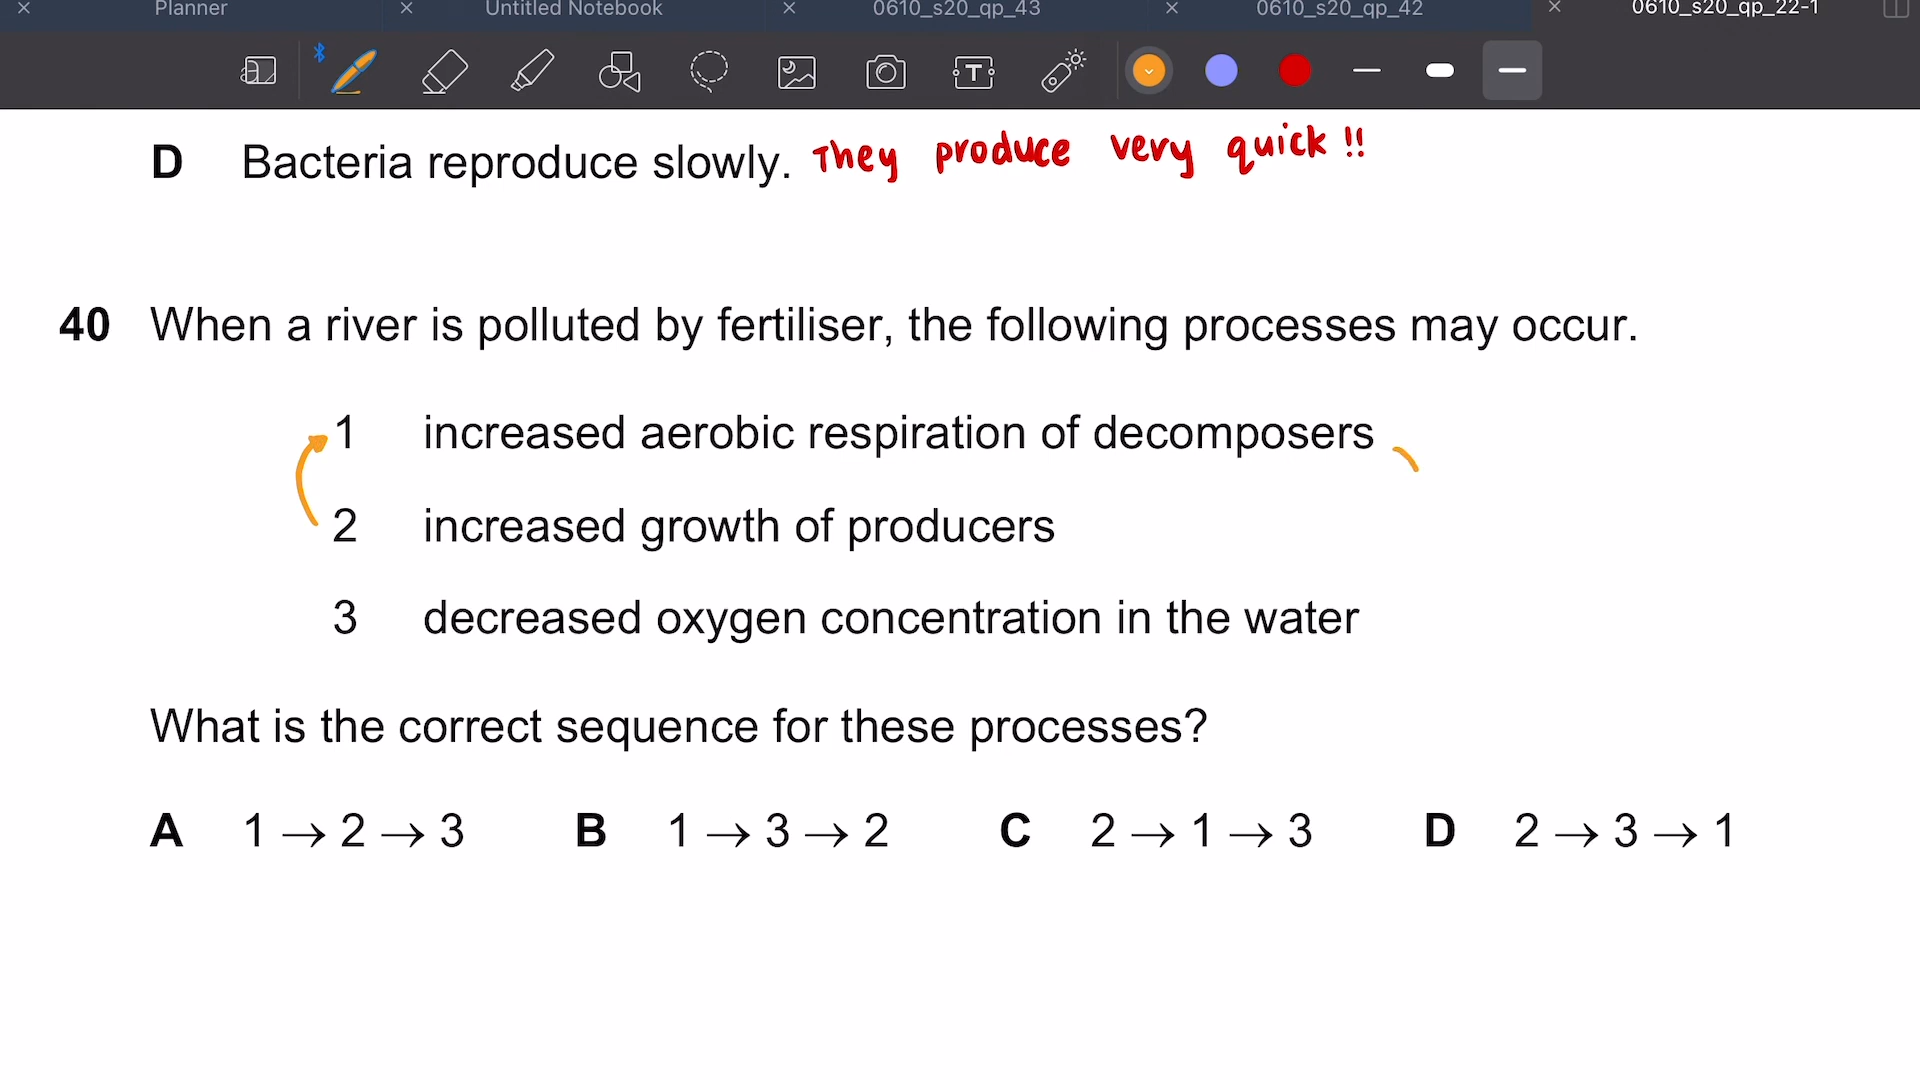 Planner Untitled Notebook 0610_s20_qp_43 0610_s20_qp_42 0610_s20_qp_22-1
T
D Bacteria reproduce slowly. They produce very quick !!
40 When a river is polluted by fertiliser, the following processes may occur.
1 increased aerobic respiration of decomposers
2 increased growth of producers
3 decreased oxygen concentration in the water
What is the correct sequence for these processes?
A 1 → 2 → 3 B 1 → 3 → 2 C 2 → 1 → 3 D 2 → 3 → 1